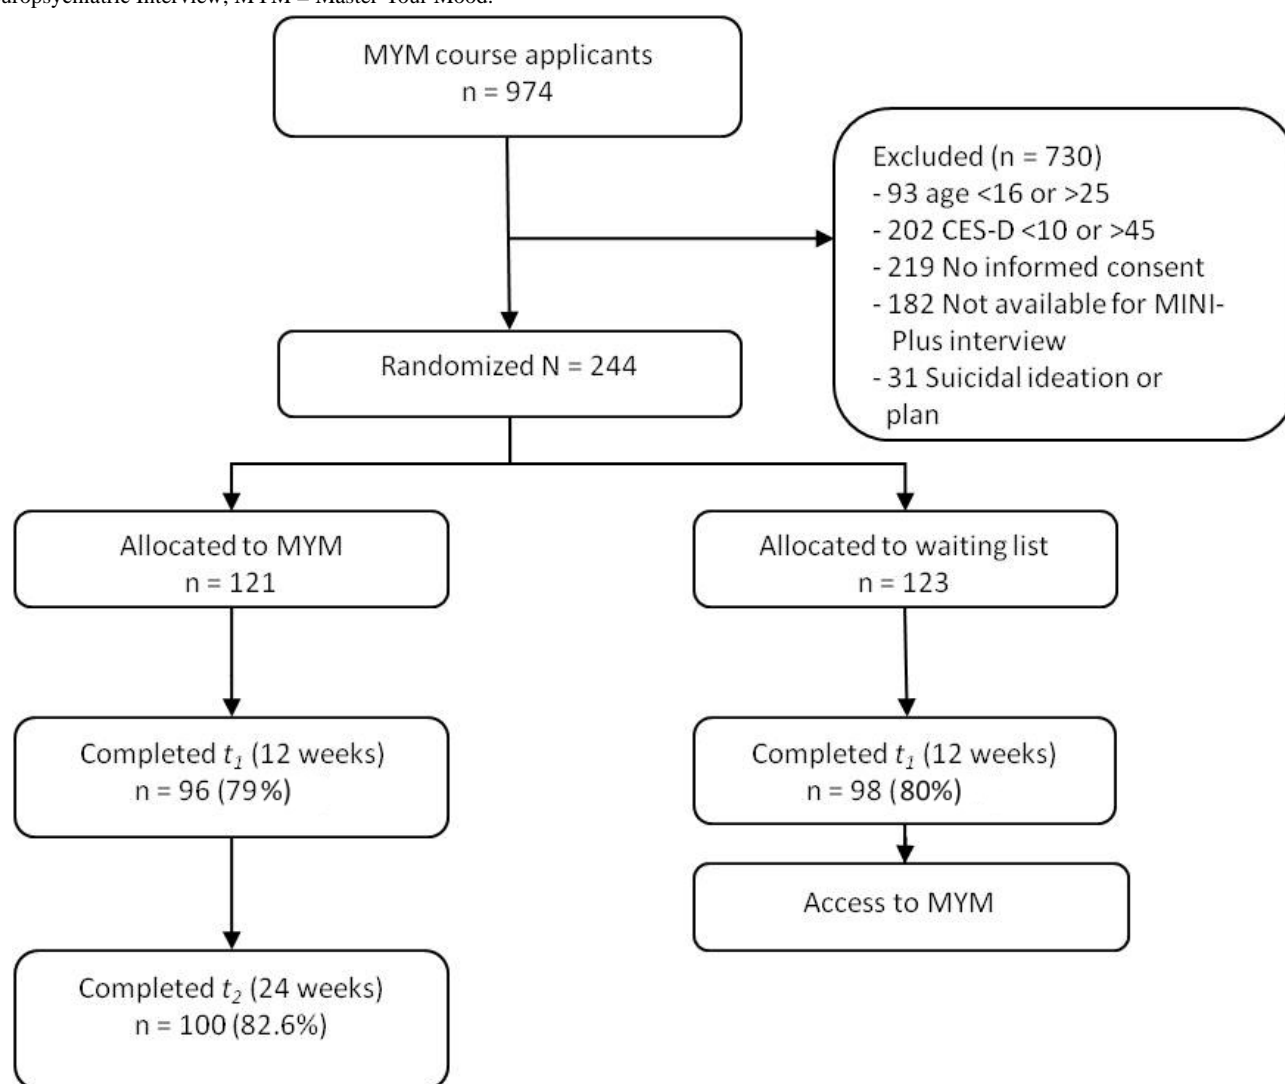 MYM course applicants
n = 974
Excluded (n = 730)
- 93 age <16 or >25
- 202 CES-D <10 or >45
- 219 No informed consent
- 182 Not available for MINI-
Plus interview
- 31 Suicidal ideation or
plan
Randomized N = 244
Allocated to MYM
n = 121
Allocated to waiting list
n = 123
Completed t1 (12 weeks)
n = 96 (79%)
Completed t1 (12 weeks)
n = 98 (80%)
Access to MYM
Completed t2 (24 weeks)
n = 100 (82.6%)